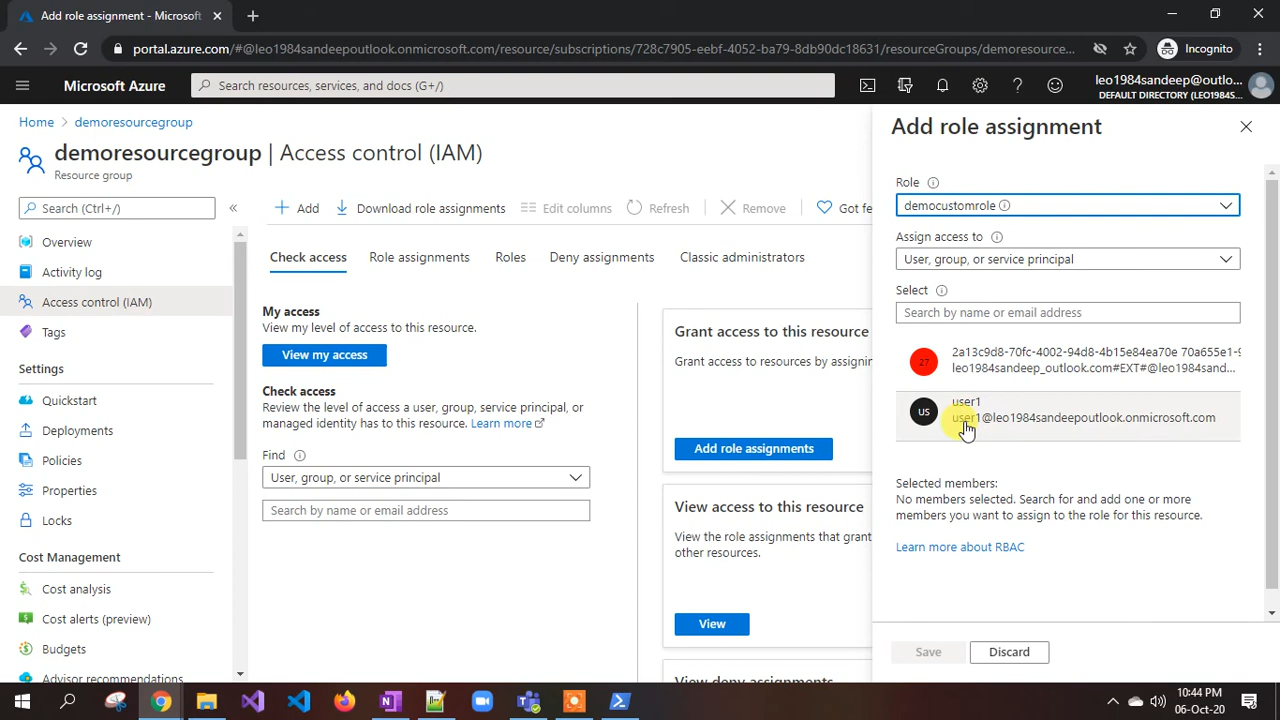 Add role assignment - Microsoft
portal.azure.com/#@leo1984sandeepoutlook.onmicrosoft.com/resource/subscriptions/728c7905-eebf-4052-ba79-8db90dc18631/resourceGroups/demoresource...
Incognito
Microsoft Azure
Search resources, services, and docs (G+/)
leo1984sandeep@outlo...
DEFAULT DIRECTORY (LEO1984S...
Home > demoresourcegroup
demoresourcegroup | Access control (IAM)
Resource group
Search (Ctrl+/)
Overview
Activity log
Access control (IAM)
Tags
Settings
Quickstart
Deployments
Policies
Properties
Locks
Cost Management
Cost analysis
Cost alerts (preview)
Budgets
Advisor recommendations
Add
Download role assignments
Edit columns
Refresh
Remove
Got fe
Check access
Role assignments
Roles
Deny assignments
Classic administrators
My access
View my level of access to this resource.
View my access
Check access
Review the level of access a user, group, service principal, or
managed identity has to this resource. Learn more
Find
User, group, or service principal
Search by name or email address
Grant access to this resource
Grant access to resources by assignin
Add role assignments
View access to this resource
View the role assignments that grant
other resources.
View
View deny assignments
Add role assignment
Role
democustomrole
Assign access to
User, group, or service principal
Select
Search by name or email address
27
2a13c9d8-70fc-4002-94d8-4b15e84ea70e 70a655e1-9
leo1984sandeep_outlook.com#EXT#@leo1984sand...
US
user1
user1@leo1984sandeepoutlook.onmicrosoft.com
Selected members:
No members selected. Search for and add one or more
members you want to assign to the role for this resource.
Learn more about RBAC
Save
Discard
10:44 PM
06-Oct-20